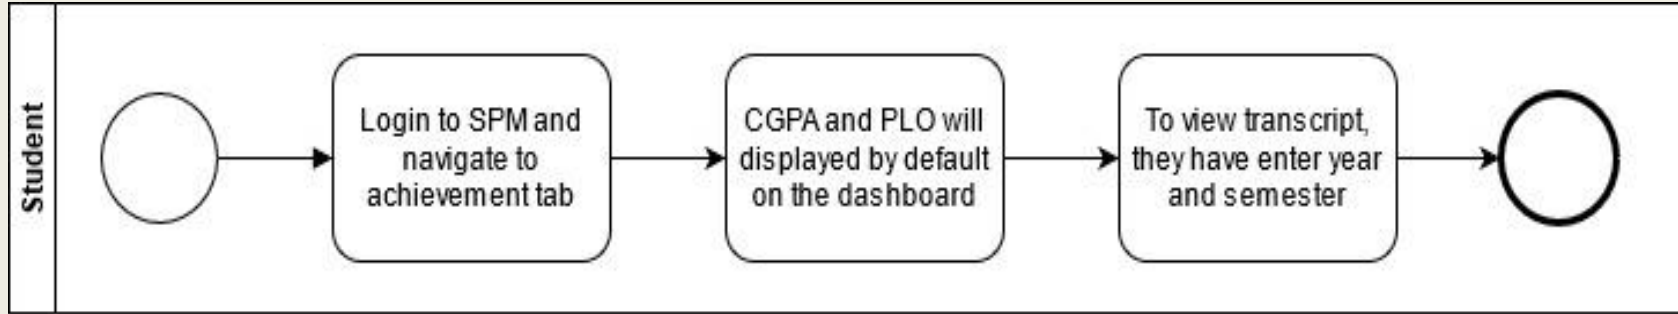 Student
Login to SPM and
navigate to
achievement tab
CGPA and PLO will
displayed by default
on the dashboard
To view transcript,
they have enter year
and semester